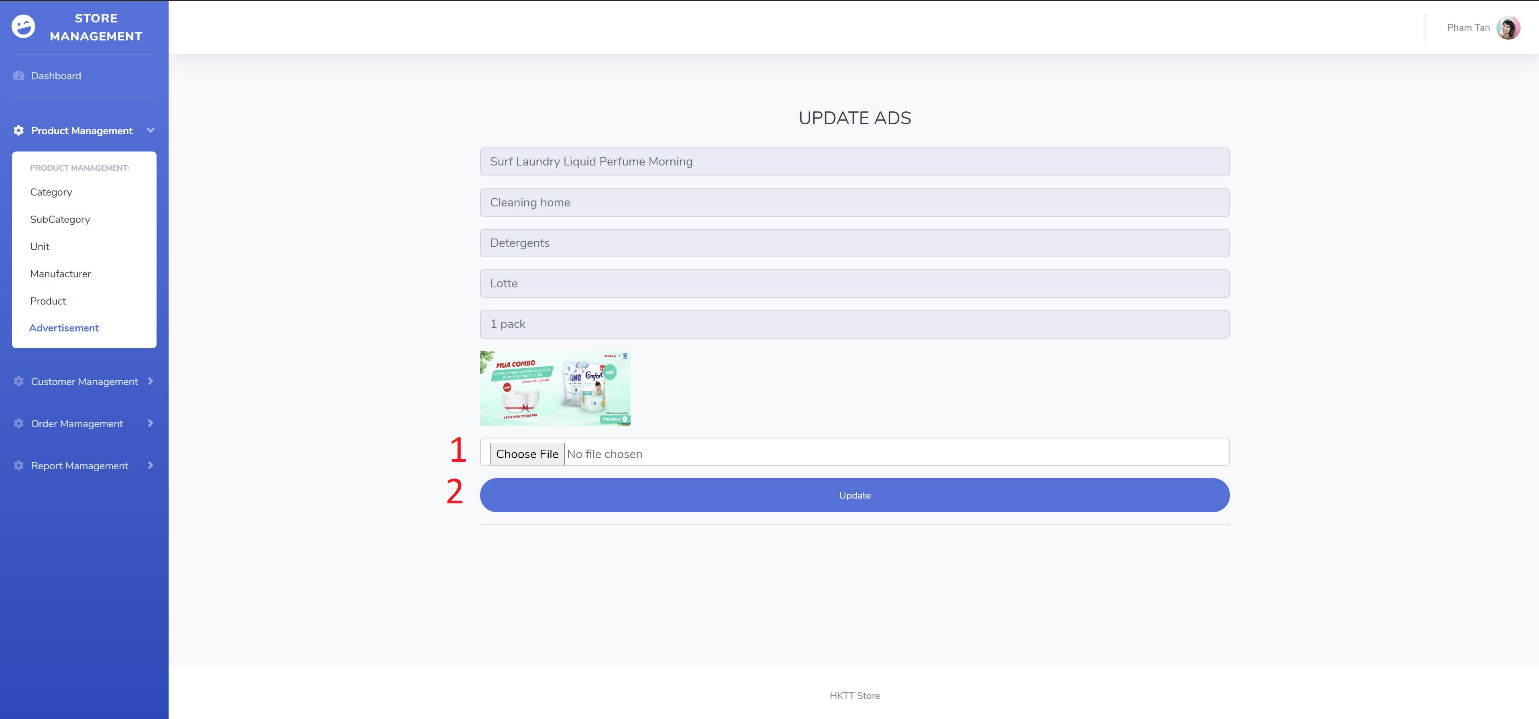 STORE
MANAGEMENT
Pham Tan
Dashboard
Product Management
PRODUCT MANAGEMENT:
Category
SubCategory
Unit
Manufacturer
Product
Advertisement
Customer Management
Order Mamagement
Report Mamagement
UPDATE ADS
Surf Laundry Liquid Perfume Morning
Cleaning home
Detergents
Lotte
1 pack
MUA COMBO
Comfort
1
Choose File No file chosen
2
Update
HKTT Store